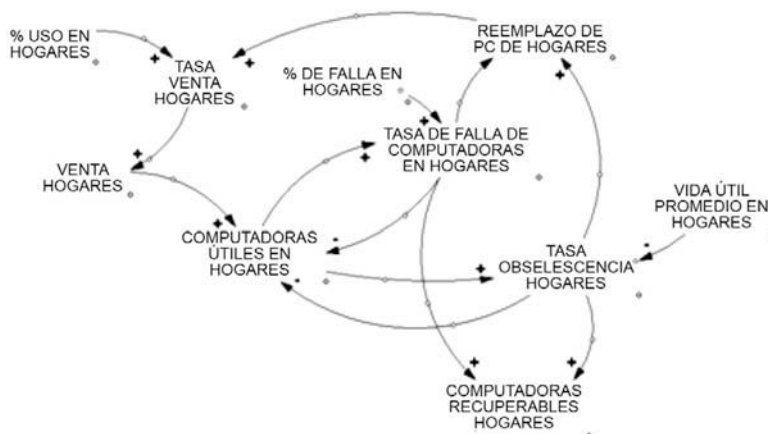 % USO EN
HOGARES
TASA
VENTA
HOGARES
REEMPLAZO DE
PC DE HOGARES
% DE FALLA EN
HOGARES
TASA DE FALLA DE
COMPUTADORAS
EN HOGARES
VENTA
HOGARES
VIDA ÚTIL
PROMEDIO EN
HOGARES
COMPUTADORAS
ÚTILES EN
HOGARES
TASA
OBSELESCENCIA
HOGARES
COMPUTADORAS
RECUPERABLES
HOGARES